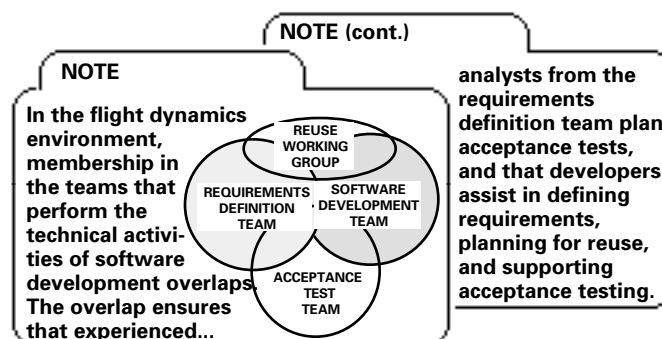 NOTE
In the flight dynamics
environment,
membership in
the teams that
perform the
technical activi-
ties of software
development overlaps.
The overlap ensures
that experienced...
REUSE
WORKING
GROUP
REQUIREMENTS
DEFINITION
TEAM
SOFTWARE
DEVELOPMENT
TEAM
ACCEPTANCE
TEST
TEAM
NOTE (cont.)
analysts from the
requirements
definition team plan
acceptance tests,
and that developers
assist in defining
requirements,
planning for reuse,
and supporting
acceptance testing.